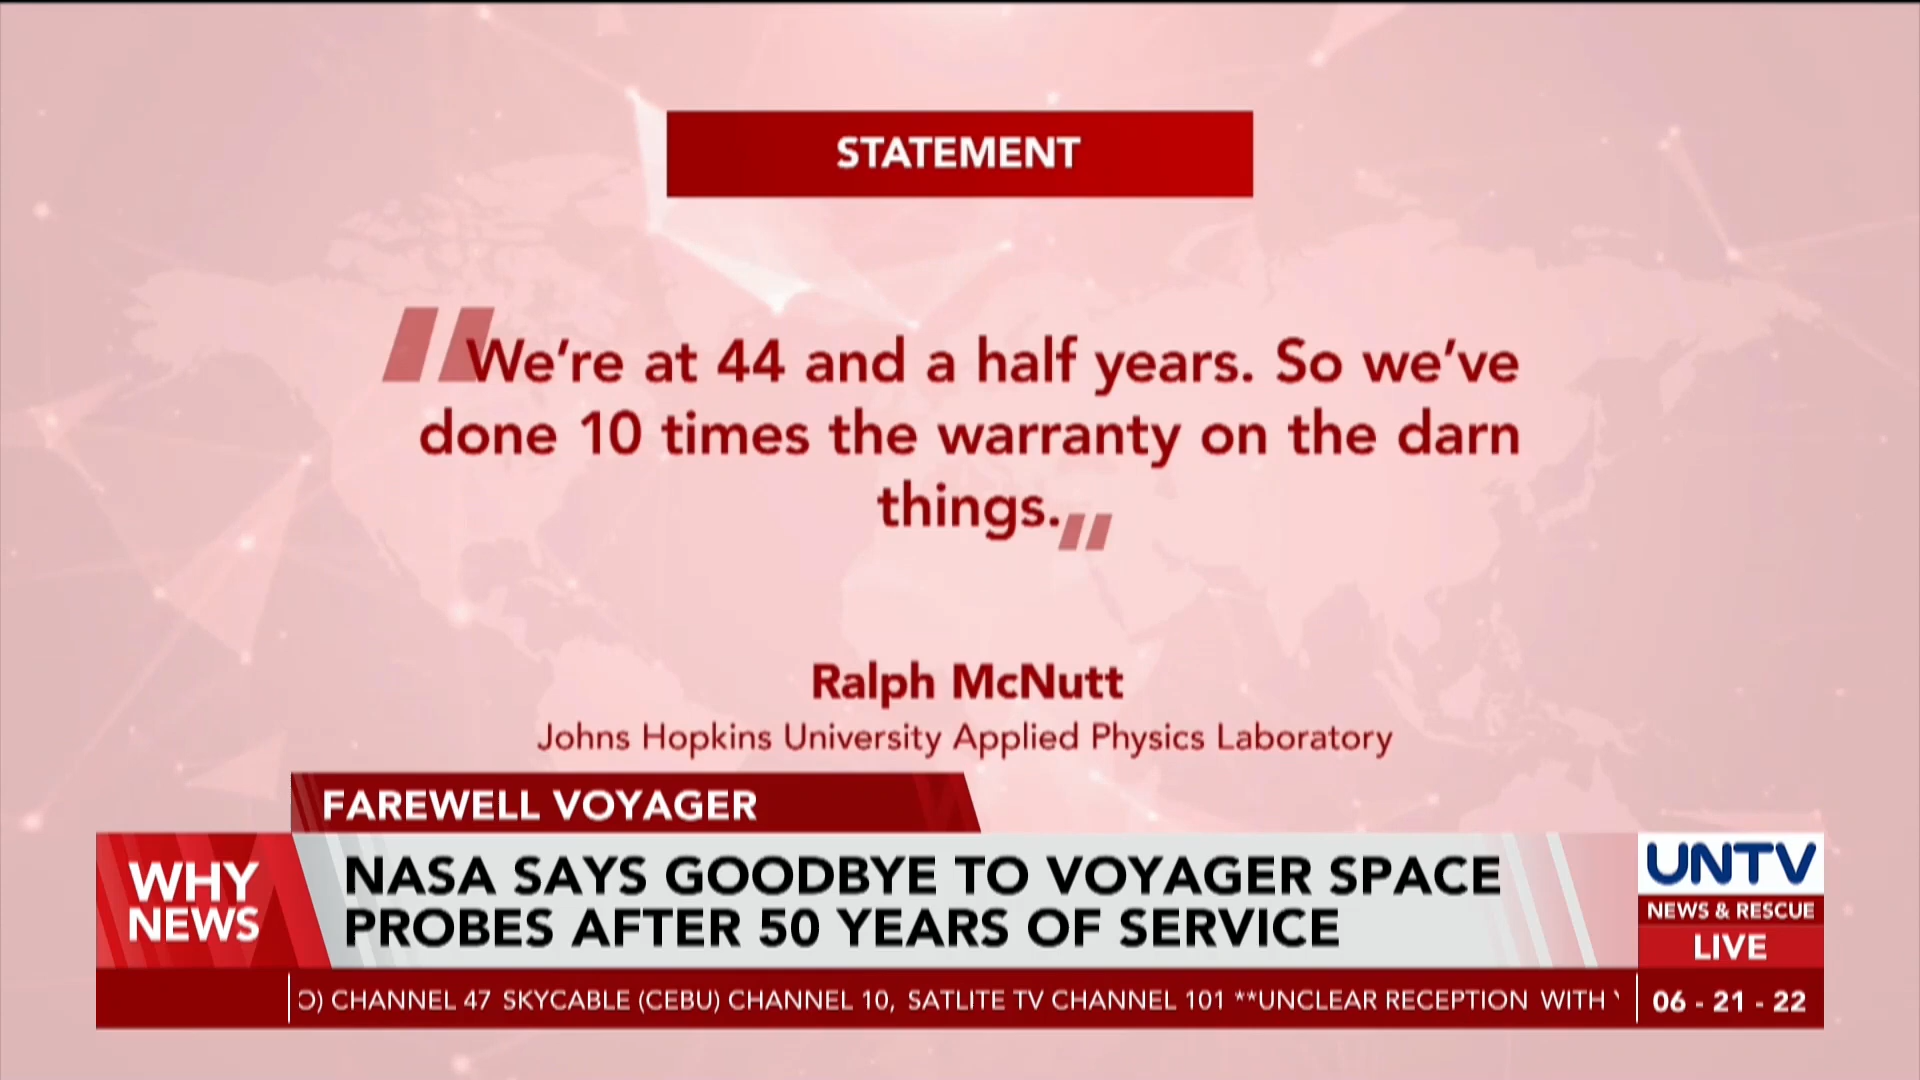 STATEMENT
"We're at 44 and a half years. So we've
done 10 times the warranty on the darn
things."
Ralph McNutt
Johns Hopkins University Applied Physics Laboratory
FAREWELL VOYAGER
WHY
NEWS
NASA SAYS GOODBYE TO VOYAGER SPACE
PROBES AFTER 50 YEARS OF SERVICE
UNTV
NEWS & RESCUE
LIVE
O) CHANNEL 47 SKYCABLE (CEBU) CHANNEL 10, SATLITE TV CHANNEL 101 **UNCLEAR RECEPTION WITH
06 - 21 - 22